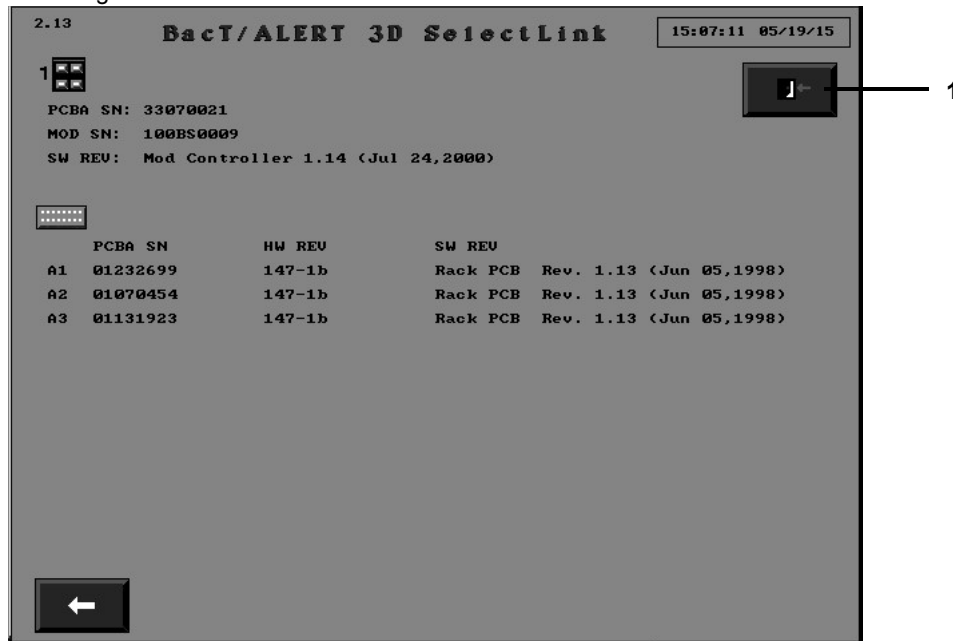 2.13
BacT/ALERT 3D SelectLink
15:07:11 05/19/15
1
1
PCBA SN: 33070021
MOD SN: 100BS0009
SW REV: Mod Controller 1.14 (Jul 24,2000)
PCBA SN HW REV SW REV
A1 01232699 147-1b Rack PCB Rev. 1.13 (Jun 05,1998)
A2 01070454 147-1b Rack PCB Rev. 1.13 (Jun 05,1998)
A3 01131923 147-1b Rack PCB Rev. 1.13 (Jun 05,1998)